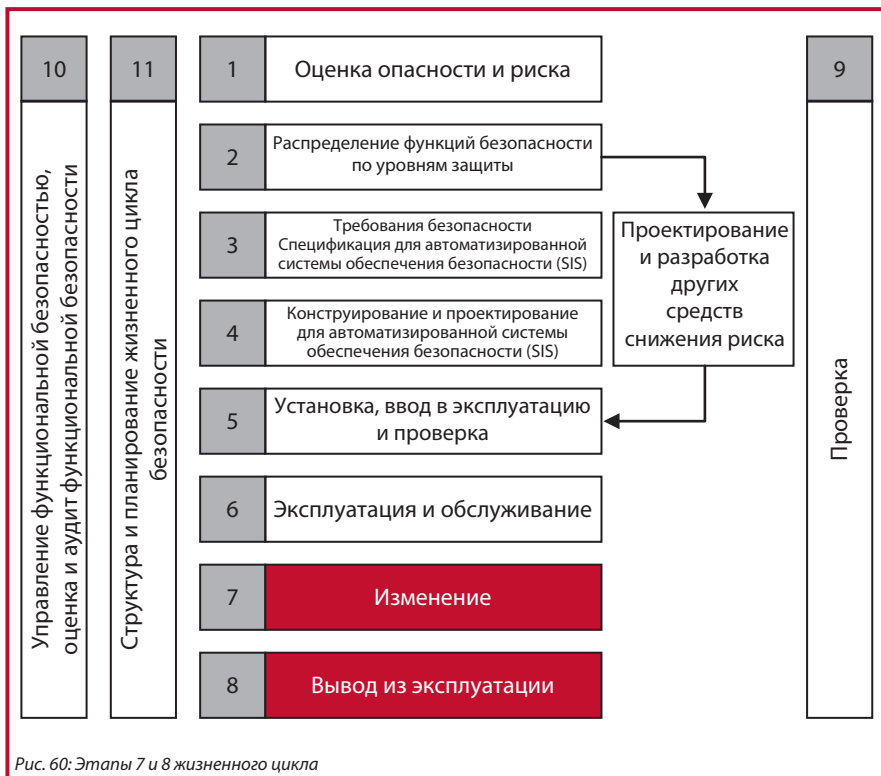 10
Управление функциональной безопасностью,
оценка и аудит функциональной безопасности
11
Структура и планирование жизненного цикла
безопасности
1
Оценка опасности и риска
2
Распределение функций безопасности
по уровням защиты
3
Требования безопасности
Спецификация для автоматизированной
системы обеспечения безопасности (SIS)
4
Конструирование и проектирование
для автоматизированной системы
обеспечения безопасности (SIS)
5
Установка, ввод в эксплуатацию
и проверка
6
Эксплуатация и обслуживание
7
Изменение
8
Вывод из эксплуатации
Проектирование
и разработка
других
средств
снижения риска
9
Проверка
Рис. 60: Этапы 7 и 8 жизненного цикла